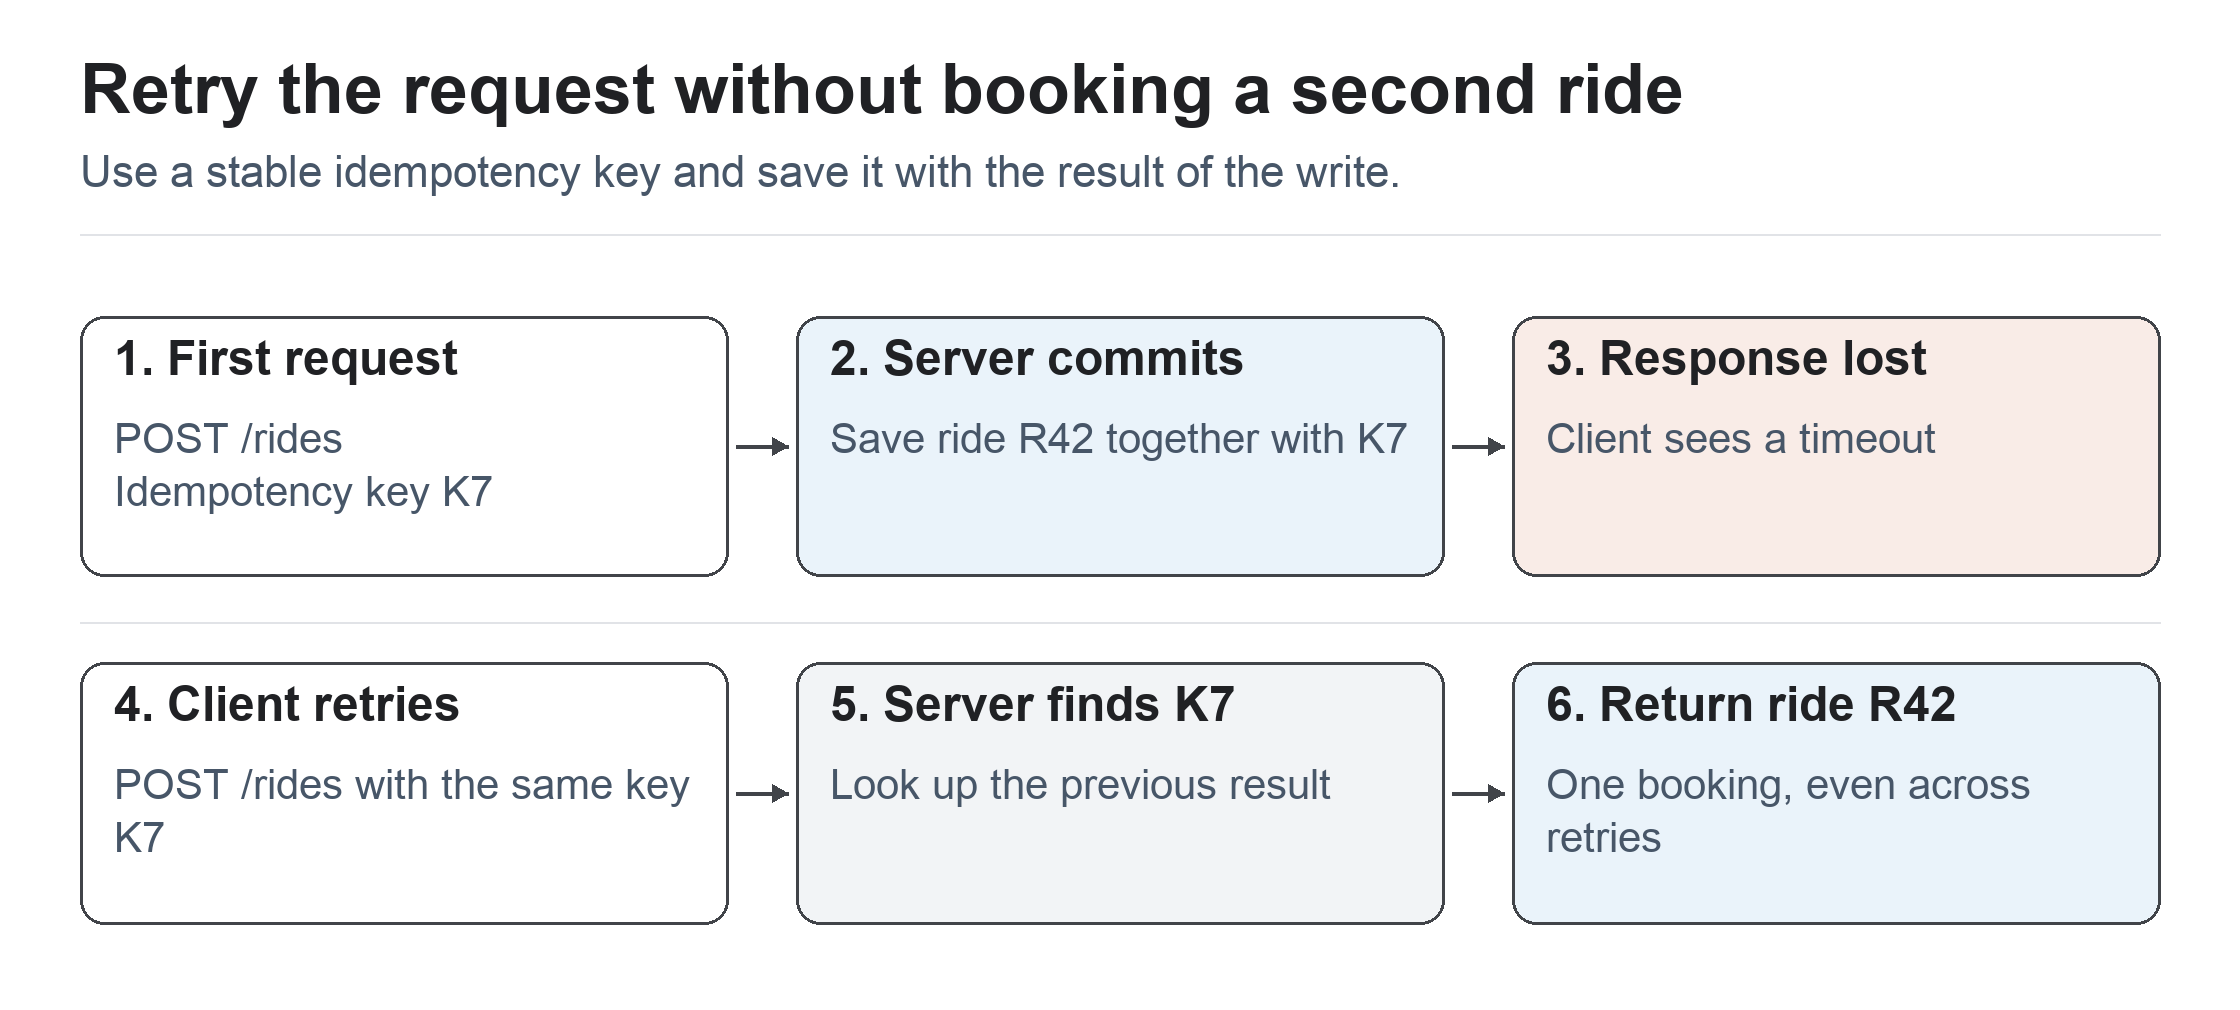 Retry the request without booking a second ride
Use a stable idempotency key and save it with the result of the write.
1. First request
POST /rides
Idempotency key K7
2. Server commits
Save ride R42 together with K7
3. Response lost
Client sees a timeout
4. Client retries
POST /rides with the same key
K7
5. Server finds K7
Look up the previous result
6. Return ride R42
One booking, even across
retries